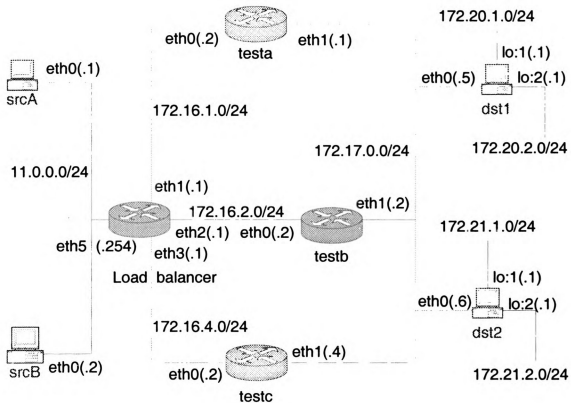 172.20.1.0/24
eth0(.2)
eth1(.1)
testa
lo:1(.1)
eth0(.1)
eth0(.5)
lo:2(.1)
srcA
dst1
172.16.1.0/24
172.17.0.0/24
172.20.2.0/24
11.0.0.0/24
eth1(.1)
172.16.2.0/24
eth1(.2)
eth2(.1)
eth0(.2)
172.21.1.0/24
eth5 (.254)
eth3(.1)
testb
Load balancer
lo:1(.1)
eth0(.6)
lo:2(.1)
172.16.4.0/24
dst2
eth1(.4)
srcB
eth0(.2)
eth0(.2)
172.21.2.0/24
testc